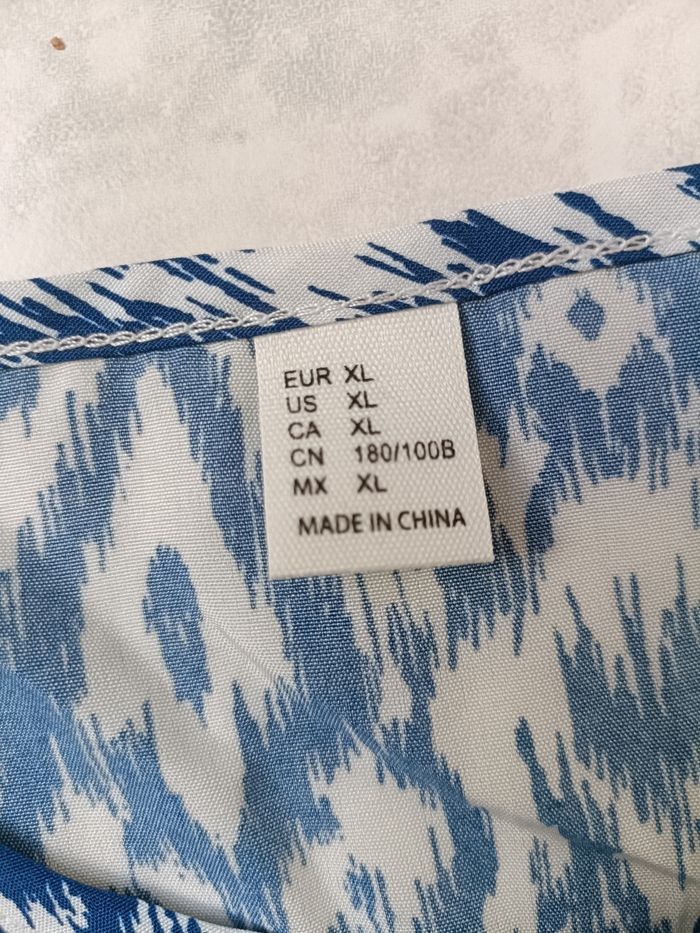 EUR XL
US XL
CA XL
CN 180/100B
MX XL
MADE IN CHINA